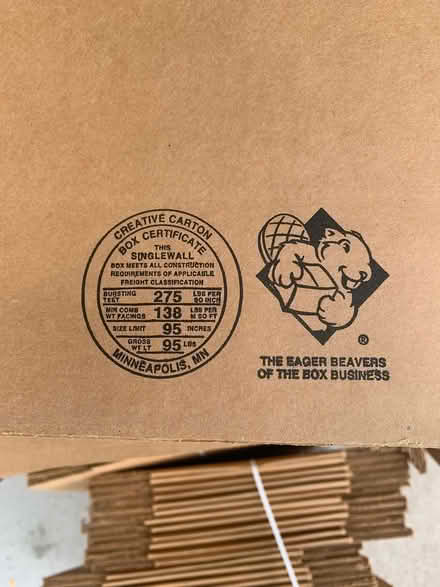 CREATIVE CARTON
BOX CERTIFICATE
THIS
SINGLEWALL
BOX MEETS ALL CONSTRUCTION
REQUIREMENTS OF APPLICABLE
FREIGHT CLASSIFICATION
BURSTING TEST 275 LBS PER SQ INCH
MIN COMB WT FACINGS 138 LBS PER M SQ FT
SIZE LIMIT 95 INCHES
GROSS WT LT 95 LBS
MINNEAPOLIS, MN
®
THE EAGER BEAVERS
OF THE BOX BUSINESS